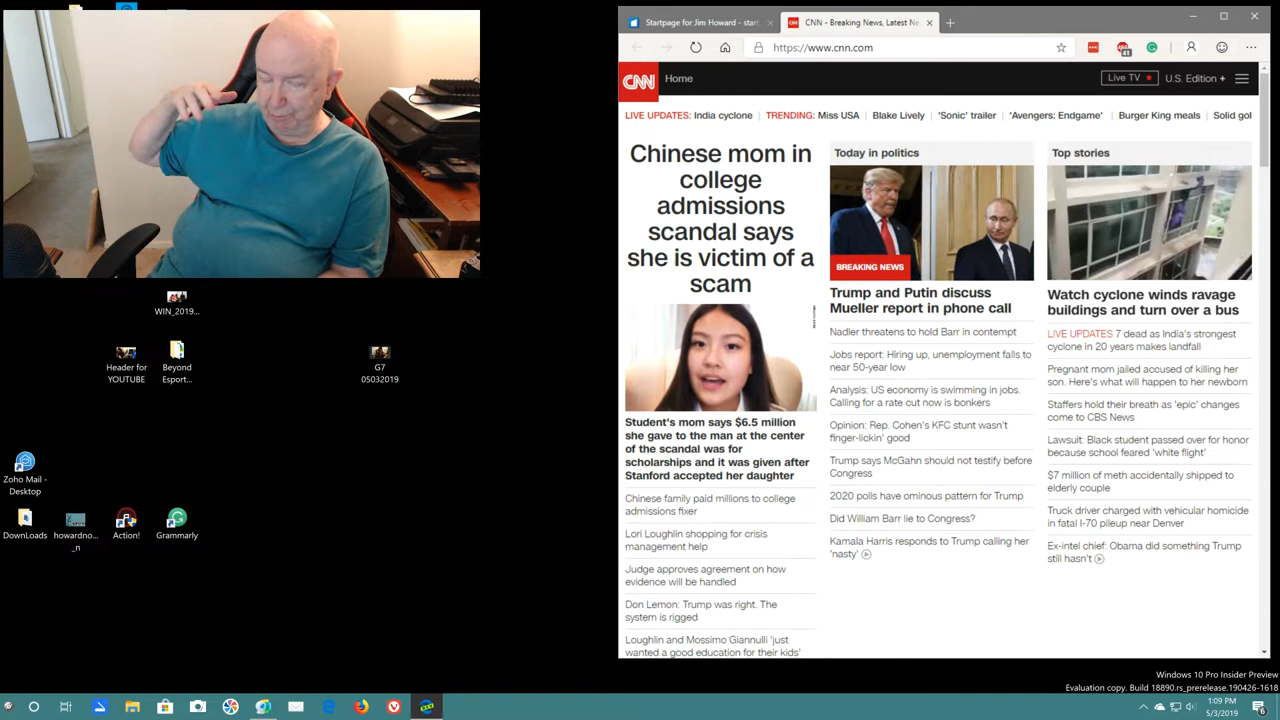 Startpage for Jim Howard - start.
CNN - Breaking News, Latest Ne
https://www.cnn.com
41
CNN
Home
Live TV
U.S. Edition +
LIVE UPDATES: India cyclone
TRENDING: Miss USA
Blake Lively
'Sonic' trailer
'Avengers: Endgame'
Burger King meals
Solid gol
Chinese mom in
college
admissions
scandal says
she is victim of a
scam
Student's mom says $6.5 million
she gave to the man at the center
of the scandal was for
scholarships and it was given after
Stanford accepted her daughter
Chinese family paid millions to college
admissions fixer
Lori Loughlin shopping for crisis
management help
Judge approves agreement on how
evidence will be handled
Don Lemon: Trump was right. The
system is rigged
Loughlin and Mossimo Giannulli 'just
wanted a good education for their kids'
Today in politics
BREAKING NEWS
Trump and Putin discuss
Mueller report in phone call
Nadler threatens to hold Barr in contempt
Jobs report: Hiring up, unemployment falls to
near 50-year low
Analysis: US economy is swimming in jobs.
Calling for a rate cut now is bonkers
Opinion: Rep. Cohen's KFC stunt wasn't
finger-lickin' good
Trump says McGahn should not testify before
Congress
2020 polls have ominous pattern for Trump
Did William Barr lie to Congress?
Kamala Harris responds to Trump calling her
'nasty'
Top stories
Watch cyclone winds ravage
buildings and turn over a bus
LIVE UPDATES 7 dead as India's strongest
cyclone in 20 years makes landfall
Pregnant mom jailed accused of killing her
son. Here's what will happen to her newborn
Staffers hold their breath as 'epic' changes
come to CBS News
Lawsuit: Black student passed over for honor
because school feared 'white flight'
$7 million of meth accidentally shipped to
elderly couple
Truck driver charged with vehicular homicide
in fatal I-70 pileup near Denver
Ex-intel chief: Obama did something Trump
still hasn't
WIN_2019...
Header for
YOUTUBE
Beyond
Esport...
G7
05032019
Zoho Mail -
Desktop
DownLoads
howardno...
_n
Action!
Grammarly
Windows 10 Pro Insider Preview
Evaluation copy. Build 18890.rs_prerelease.190426-1618
1:09 PM
5/3/2019
6